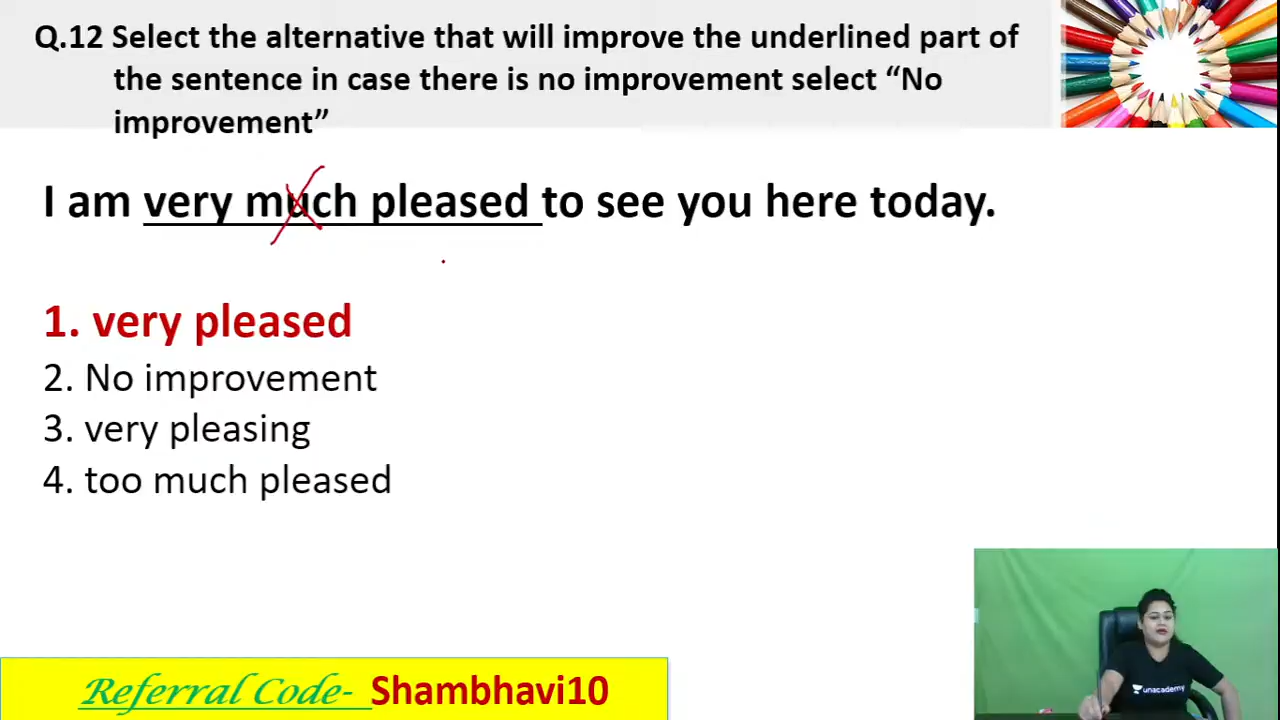 Q.12 Select the alternative that will improve the underlined part of
the sentence in case there is no improvement select “No
improvement”
I am very much pleased to see you here today.
1. very pleased
2. No improvement
3. very pleasing
4. too much pleased
unacademy
Referral Code- Shambhavi10